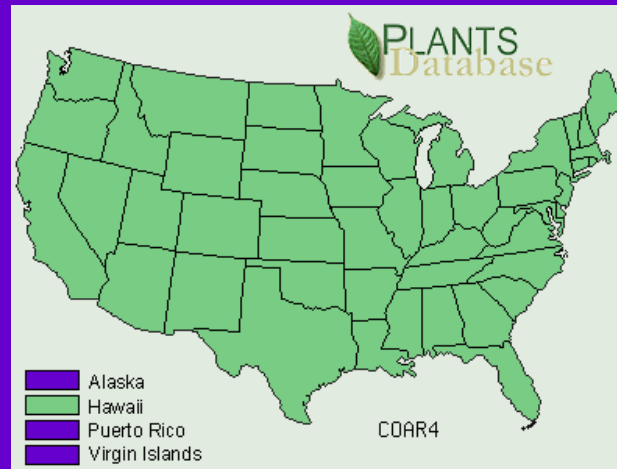 PLANTS
Database
Alaska
Hawaii
Puerto Rico
Virgin Islands
COAR4